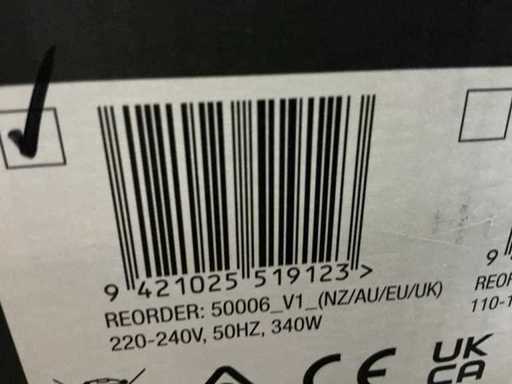 9 421025 519123 >
REORDER: 50006_V1_(NZ/AU/EU/UK)
220-240V, 50HZ, 340W
9
REOR
110-1
CE
UK
CA